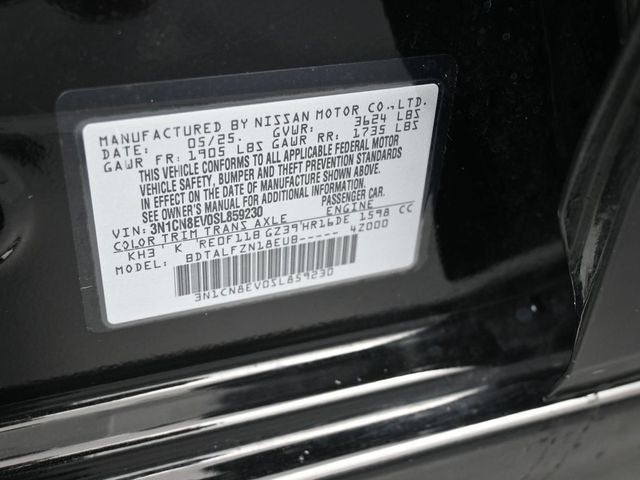 MANUFACTURED BY NISSAN MOTOR CO.,LTD.
DATE: 05/25. GVWR: 3624 LBS
GAWR FR: 1905 LBS GAWR RR: 1735 LBS
THIS VEHICLE CONFORMS TO ALL APPLICABLE FEDERAL MOTOR
VEHICLE SAFETY, BUMPER AND THEFT PREVENTION STANDARDS
IN EFFECT ON THE DATE OF MANUFACTURE SHOWN ABOVE.
SEE OWNER'S MANUAL FOR ENGINE OIL INFORMATION.
VIN: 3N1CN8EV0SL859230 PASSENGER CAR.
COLOR TRIM TRANS AXLE ENGINE
KH3 K RE0F11B GZ39 HR16DE 1598 CC
MODEL: BDTALFZN18EUB----- 4Z000
3N1CN8EV0SL859230